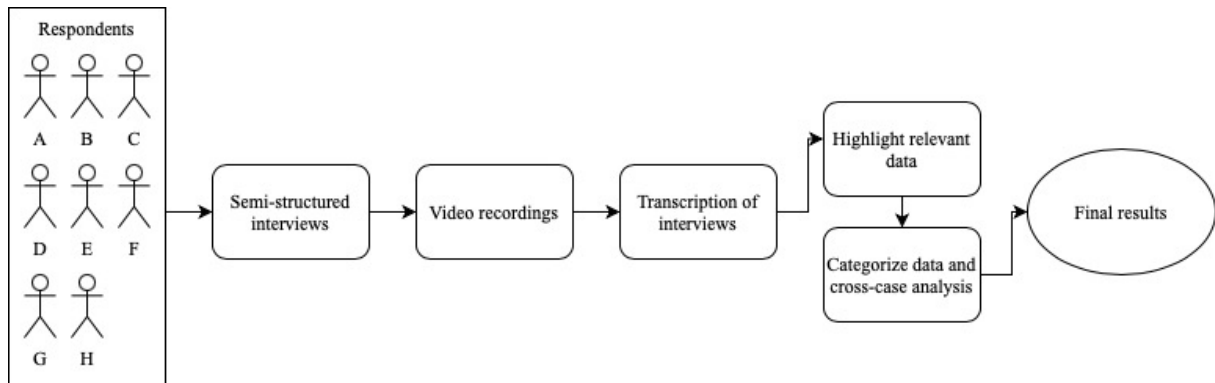 Respondents
A B C
D E F
G H
Semi-structured
interviews
Video recordings
Transcription of
interviews
Highlight relevant
data
Categorize data and
cross-case analysis
Final results